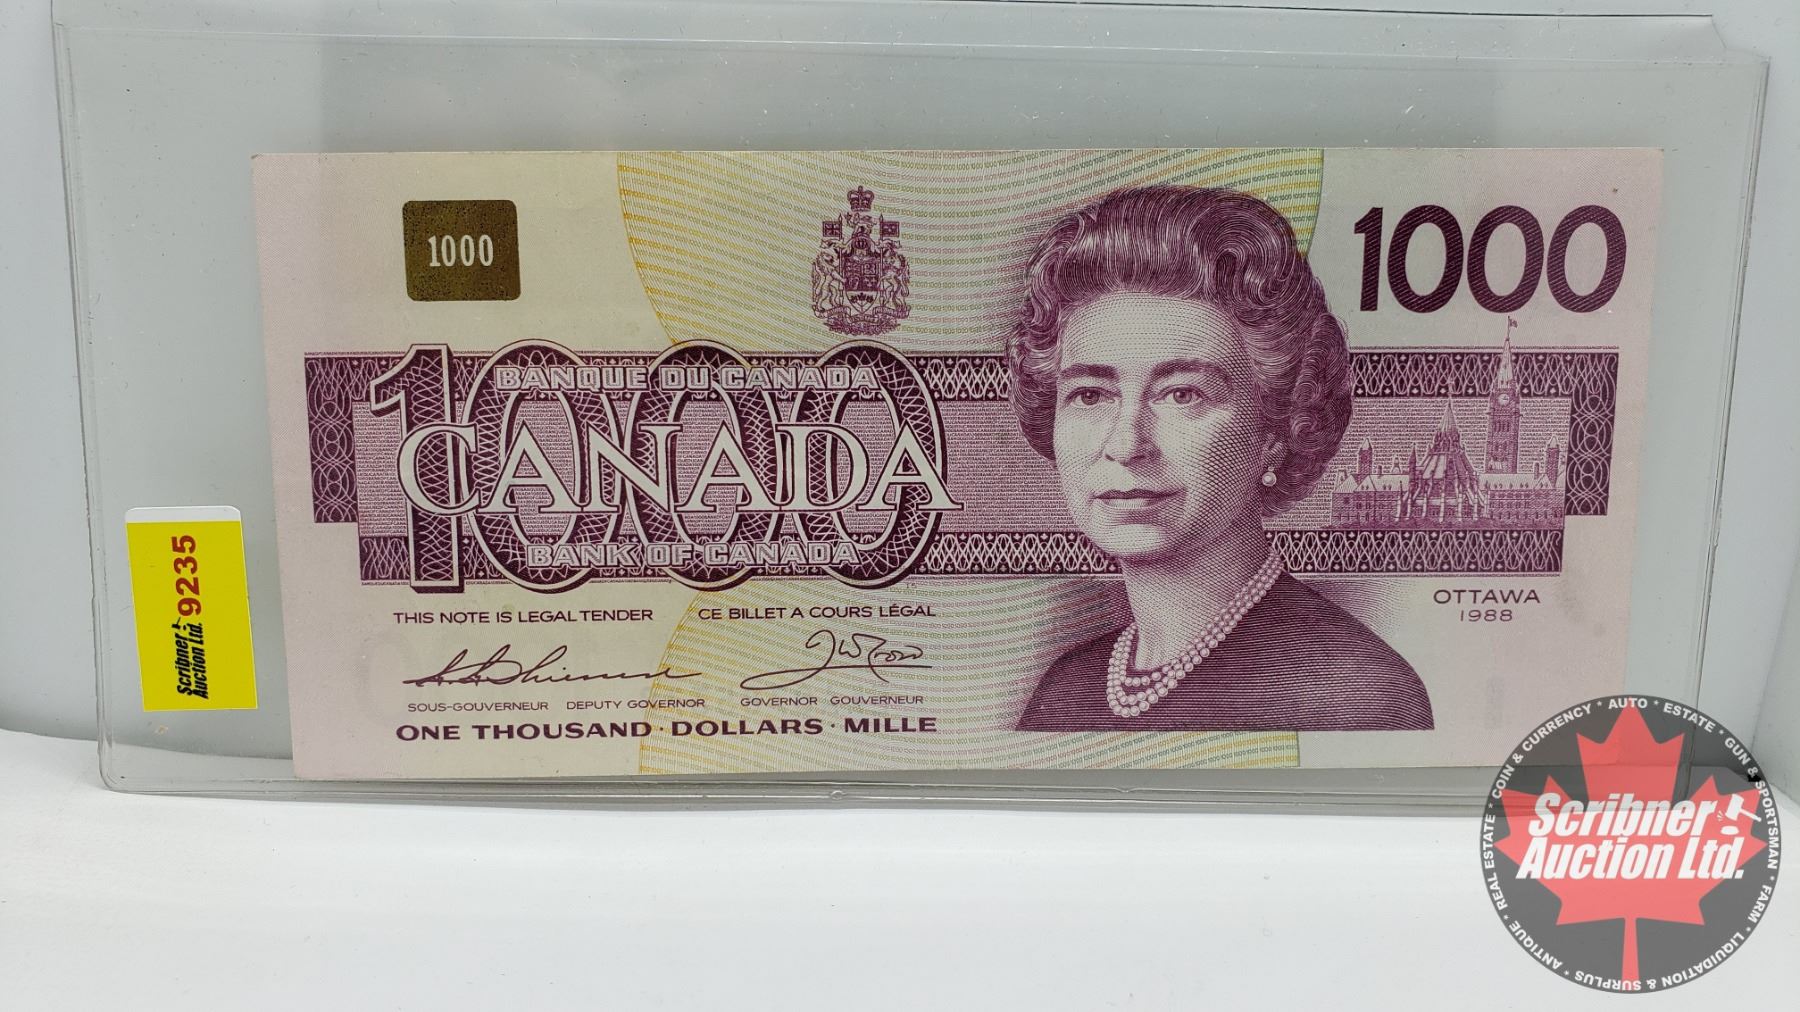 1000
1000
BANQUE DU CANADA
1000
CANADA
BANK OF CANADA
THIS NOTE IS LEGAL TENDER CE BILLET A COURS LÉGAL
SOUS-GOUVERNEUR DEPUTY GOVERNOR GOVERNOR GOUVERNEUR
ONE THOUSAND · DOLLARS · MILLE
OTTAWA
1988
Scribner
Auction Ltd.
9235
ANTIQUE * REAL ESTATE * COIN & CURRENCY * AUTO * ESTATE * GUN & SPORTSMAN * FARM * LIQUIDATION & SURPLUS *
Scribner
Auction Ltd.